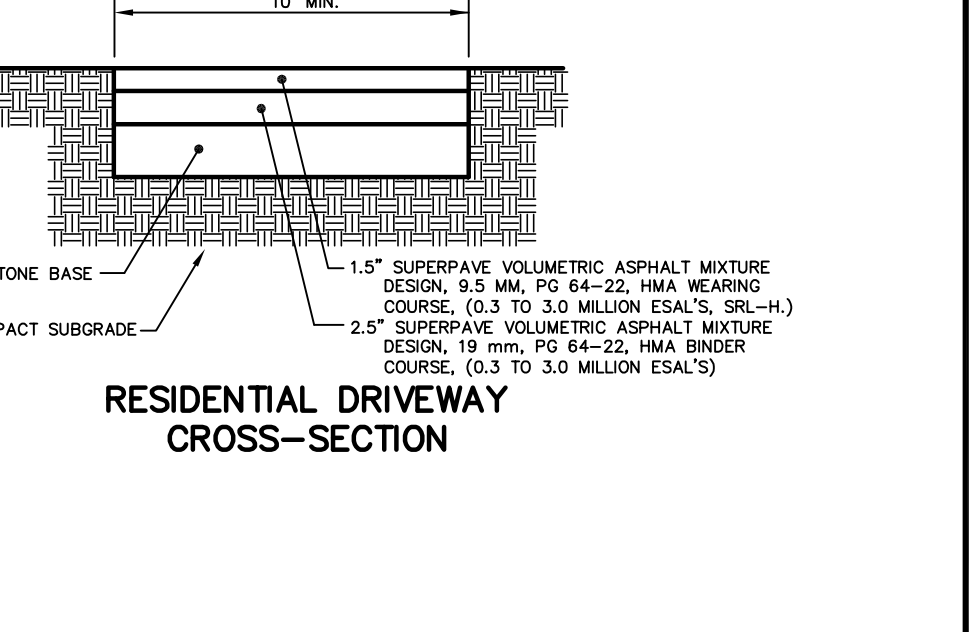 10' MIN.
TONE BASE
PACT SUBGRADE
1.5" SUPERPAVE VOLUMETRIC ASPHALT MIXTURE
DESIGN, 9.5 MM, PG 64-22, HMA WEARING
COURSE, (0.3 TO 3.0 MILLION ESAL'S, SRL-H.)
2.5" SUPERPAVE VOLUMETRIC ASPHALT MIXTURE
DESIGN, 19 mm, PG 64-22, HMA BINDER
COURSE, (0.3 TO 3.0 MILLION ESAL'S)
RESIDENTIAL DRIVEWAY
CROSS-SECTION